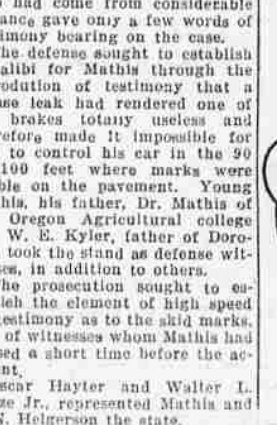 had come from considerable
ance gave only a few words of
imony bearing on the case.
he defense sought to establish
alibi for Mathis through the
odution of testimony that a
ase leak had rendered one of
brakes totally useless and
efore made it impossible for
to control his car in the 90
100 feet where marks were
ble on the pavement. Young
his, his father, Dr. Mathis of
Oregon Agricultural college
W. E. Kyler, father of Doro-
took the stand as defense wit-
ses, in addition to others.
he prosecution sought to es-
lish the element of high speed
testimony as to the skid marks.
of witnesses whom Mathis had
sed a short time before the ac-
nt.
scar Hayter and Walter L.
ze Jr., represented Mathis and
Helgerson the state.